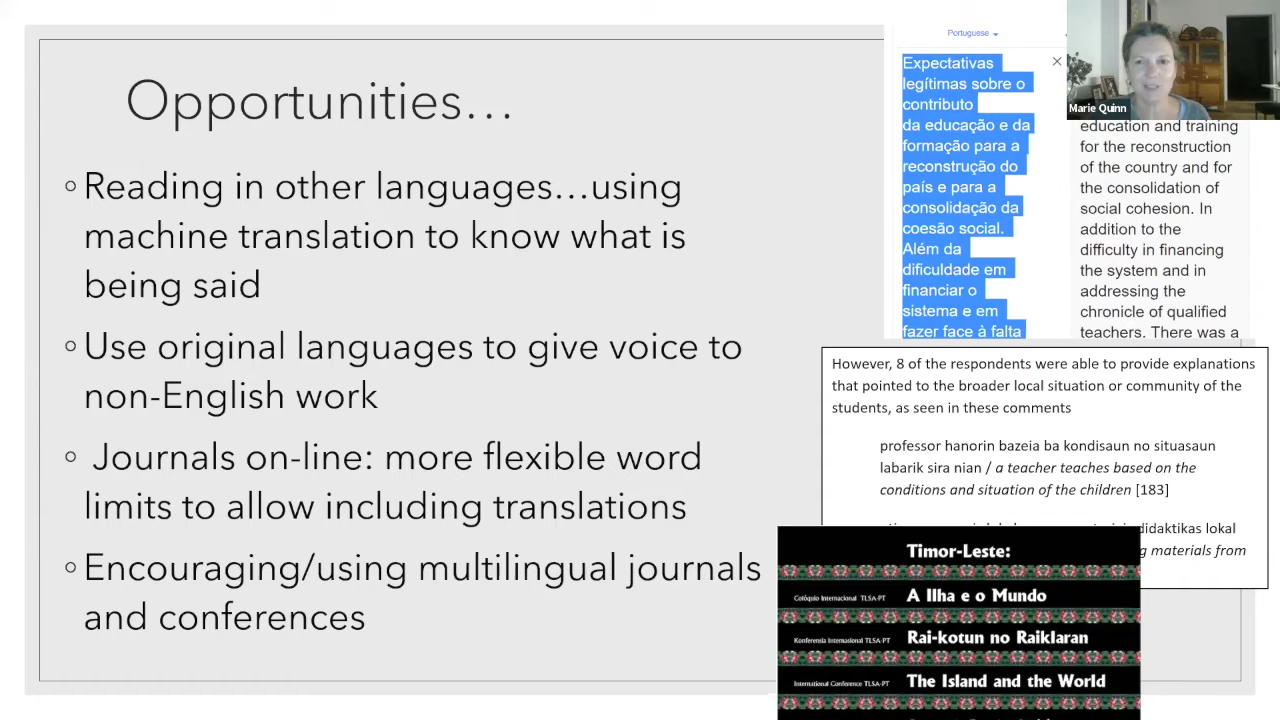 Opportunities…
◦Reading in other languages…using
machine translation to know what is
being said
◦Use original languages to give voice to
non-English work
◦ Journals on-line: more flexible word
limits to allow including translations
◦Encouraging/using multilingual journals
and conferences
Portuguese
Expectativas
legítimas sobre o
contributo
da educação e da
formação para a
reconstrução do
país e para a
consolidação da
coesão social.
Além da
dificuldade em
financiar o
sistema e em
fazer face à falta
Marie Quinn
education and training
for the reconstruction
of the country and for
the consolidation of
social cohesion. In
addition to the
difficulty in financing
the system and in
addressing the
chronicle of qualified
teachers. There was a
However, 8 of the respondents were able to provide explanations
that pointed to the broader local situation or community of the
students, as seen in these comments
professor hanorin bazeia ba kondisaun no situasaun
labarik sira nian / a teacher teaches based on the
conditions and situation of the children [183]
didaktikas lokal
materials from
Timor-Leste:
Colóquio Internacional TLSA-PT A Ilha e o Mundo
Konferensia Internasional TLSA-PT Rai-kotun no Raiklaran
International Conference TLSA-PT The Island and the World